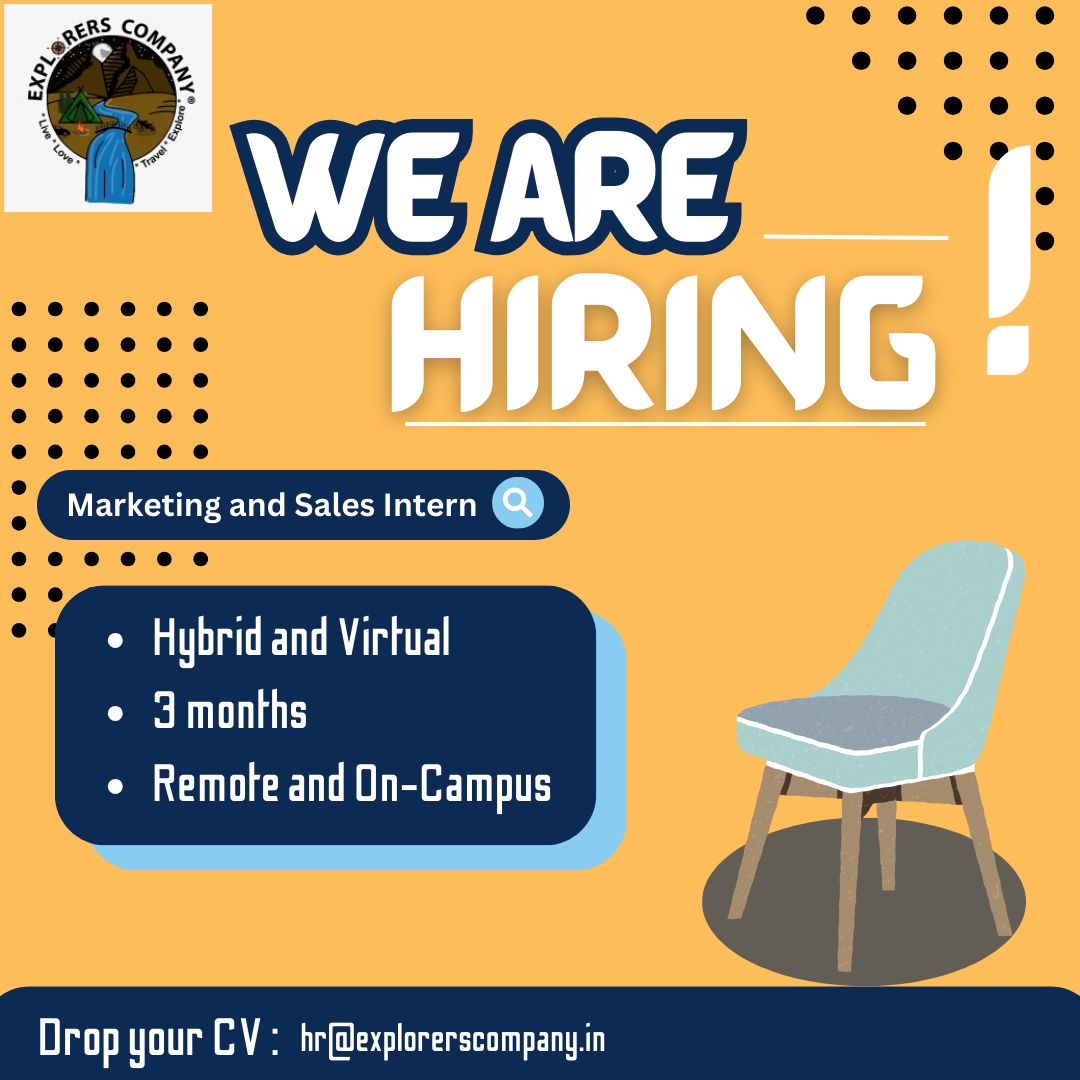 EXPLORERS COMPANY®
"Live * Love * * Travel * Explore"
WE ARE
HIRING !
Marketing and Sales Intern
• Hybrid and Virtual
• 3 months
• Remote and On-Campus
Drop your CV : hr@explorerscompany.in